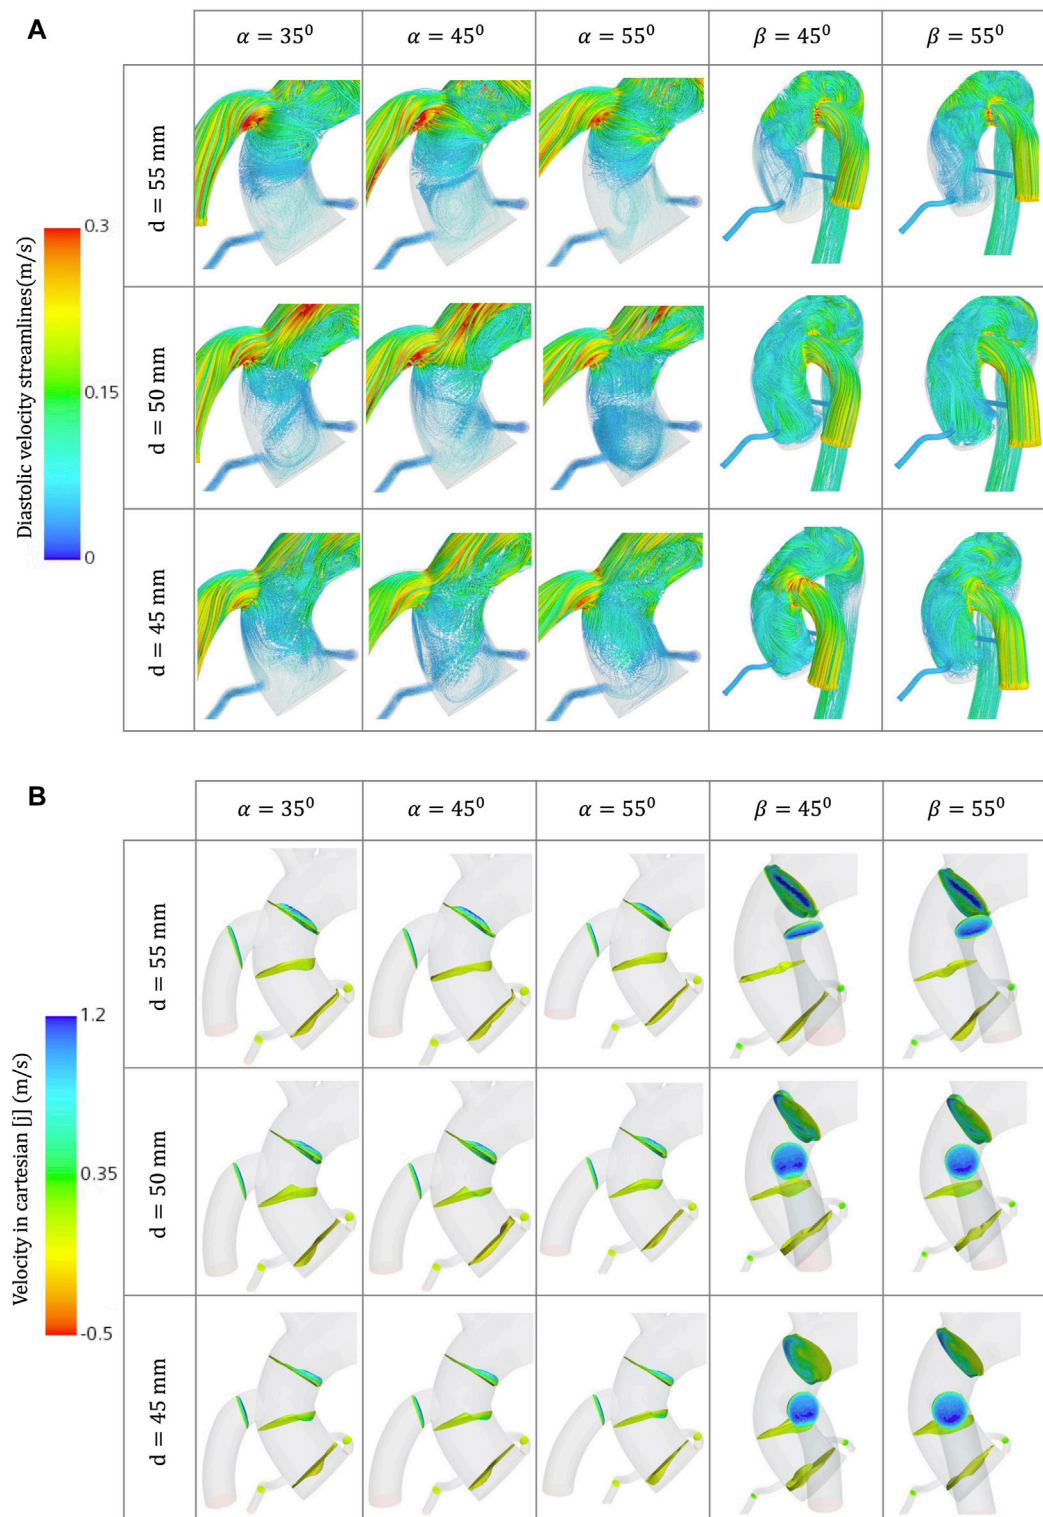 A
α = 35⁰
α = 45⁰
α = 55⁰
β = 45⁰
β = 55⁰
d = 55 mm
d = 50 mm
d = 45 mm
Diastolic velocity streamlines(m/s)
0.3
0.15
0
B
α = 35⁰
α = 45⁰
α = 55⁰
β = 45⁰
β = 55⁰
d = 55 mm
d = 50 mm
d = 45 mm
Velocity in cartesian [j] (m/s)
1.2
0.35
-0.5